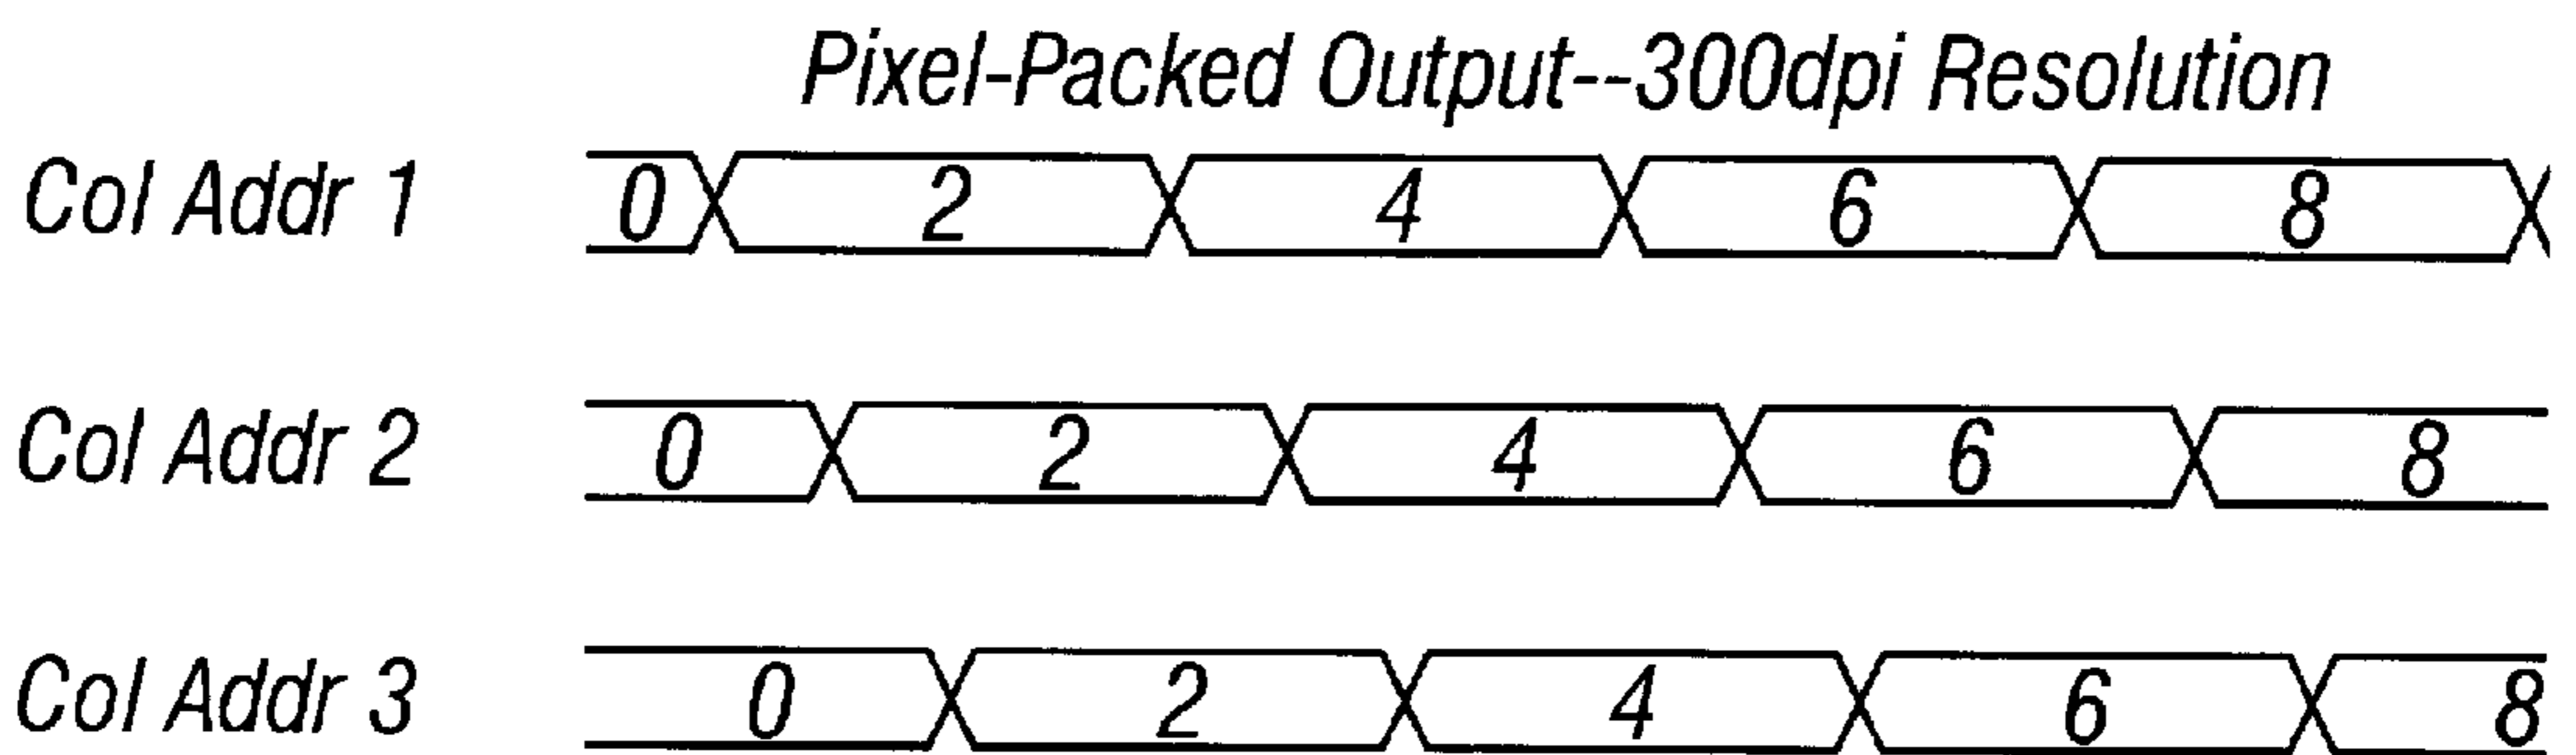 Pixel-Packed Output--300dpi Resolution
Col Addr 1 0 2 4 6 8
Col Addr 2 0 2 4 6 8
Col Addr 3 0 2 4 6 8